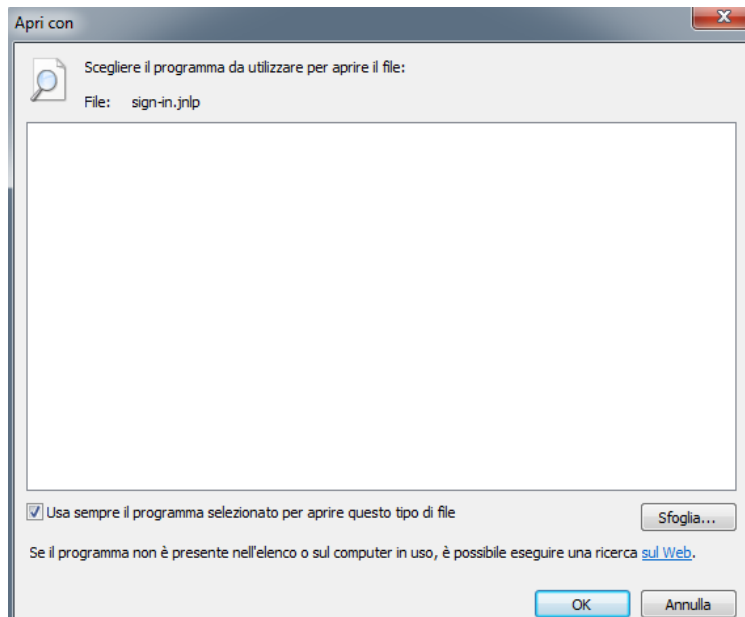 Apri con
Scegliere il programma da utilizzare per aprire il file:
File: sign-in.jnlp
Usa sempre il programma selezionato per aprire questo tipo di file
Sfoglia...
Se il programma non è presente nell'elenco o sul computer in uso, è possibile eseguire una ricerca sul Web.
OK
Annulla